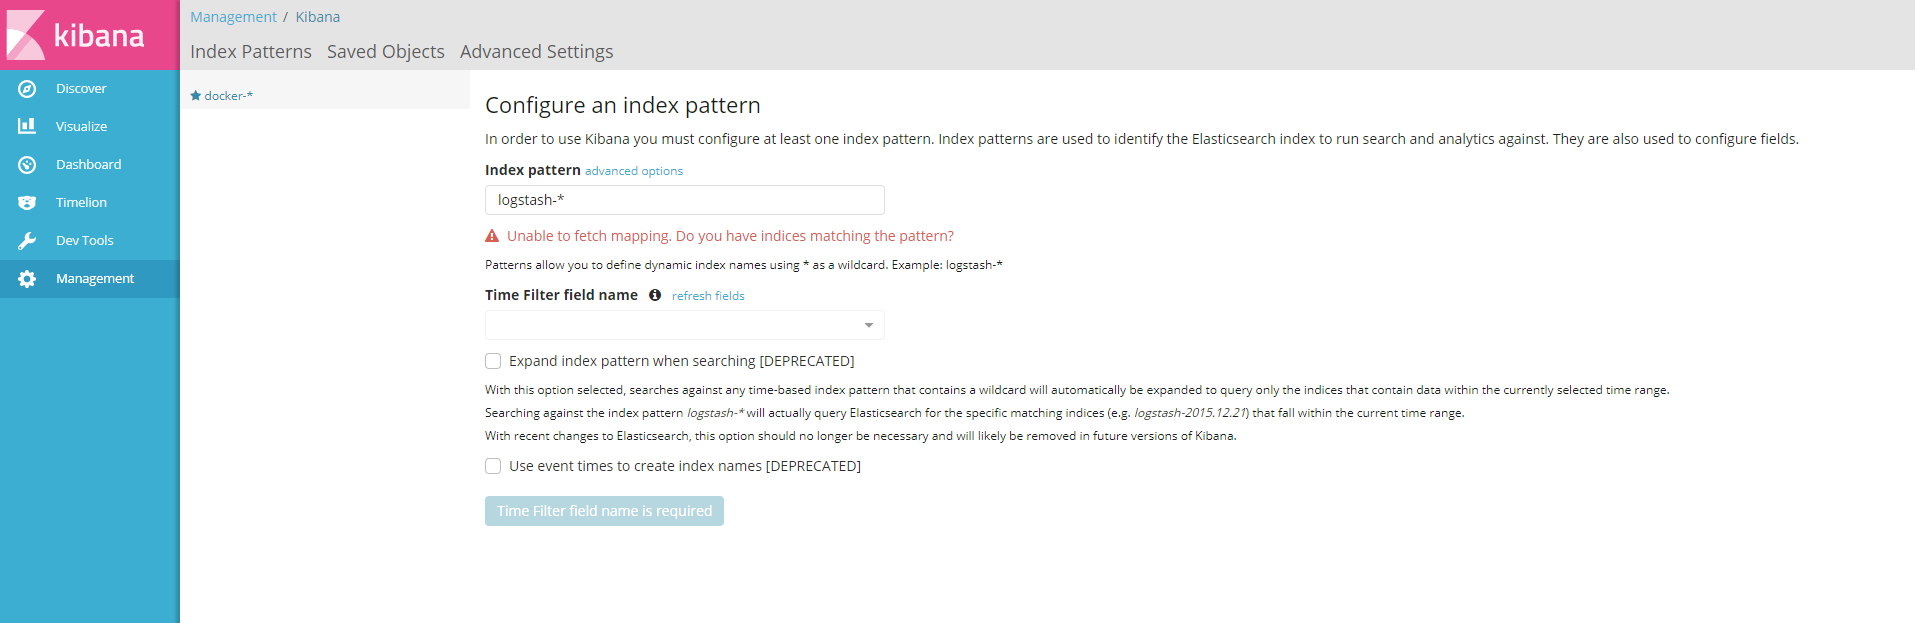 kibana
Management / Kibana
Index Patterns Saved Objects Advanced Settings
Discover
Visualize
Dashboard
Timelion
Dev Tools
Management
docker-*
Configure an index pattern
In order to use Kibana you must configure at least one index pattern. Index patterns are used to identify the Elasticsearch index to run search and analytics against. They are also used to configure fields.
Index pattern advanced options
logstash-*
Unable to fetch mapping. Do you have indices matching the pattern?
Patterns allow you to define dynamic index names using * as a wildcard. Example: logstash-*
Time Filter field name refresh fields
Expand index pattern when searching [DEPRECATED]
With this option selected, searches against any time-based index pattern that contains a wildcard will automatically be expanded to query only the indices that contain data within the currently selected time range.
Searching against the index pattern logstash-* will actually query Elasticsearch for the specific matching indices (e.g. logstash-2015.12.21) that fall within the current time range.
With recent changes to Elasticsearch, this option should no longer be necessary and will likely be removed in future versions of Kibana.
Use event times to create index names [DEPRECATED]
Time Filter field name is required